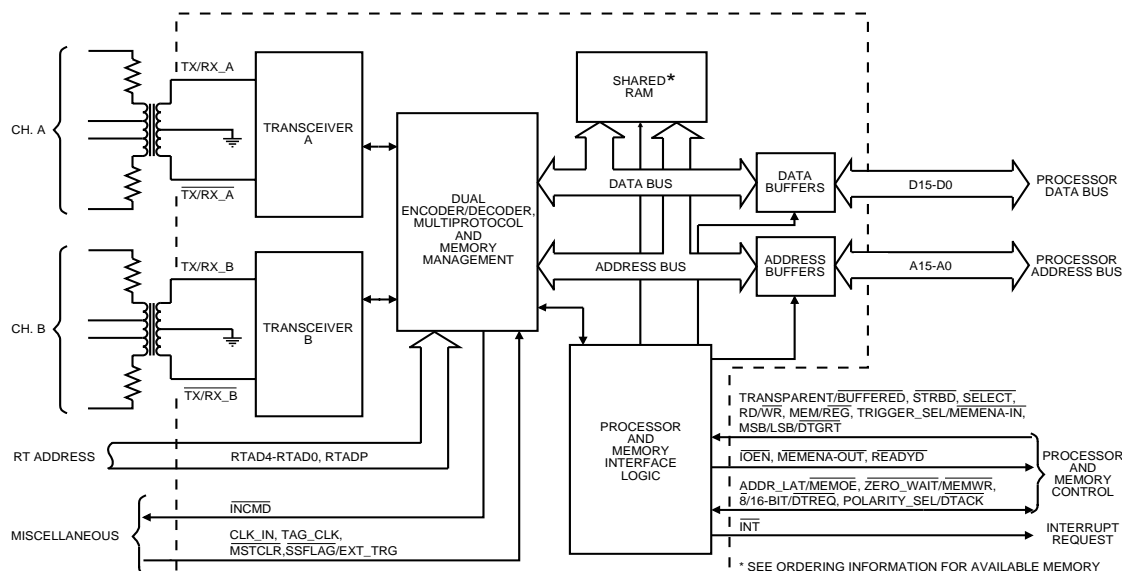 SHARED*
RAM
CH. A
TX/RX_A
TRANSCEIVER
A
TX/RX_A
DUAL
ENCODER/DECODER,
MULTIPROTOCOL
AND
MEMORY
MANAGEMENT
DATA BUS
DATA
BUFFERS
D15-D0
PROCESSOR
DATA BUS
ADDRESS BUS
ADDRESS
BUFFERS
A15-A0
PROCESSOR
ADDRESS BUS
CH. B
TX/RX_B
TRANSCEIVER
B
TX/RX_B
PROCESSOR
AND
MEMORY
INTERFACE
LOGIC
TRANSPARENT/BUFFERED, STRBD, SELECT,
RD/WR, MEM/REG, TRIGGER_SEL/MEMENA-IN,
MSB/LSB/DTGRT
IOEN, MEMENA-OUT, READYD
ADDR_LAT/MEMOE, ZERO_WAIT/MEMWR,
8/16-BIT/DTREQ, POLARITY_SEL/DTACK
PROCESSOR
AND
MEMORY
CONTROL
INT
INTERRUPT
REQUEST
RT ADDRESS
RTAD4-RTAD0, RTADP
MISCELLANEOUS
INCMD
CLK_IN, TAG_CLK,
MSTCLR,SSFLAG/EXT_TRG
* SEE ORDERING INFORMATION FOR AVAILABLE MEMORY